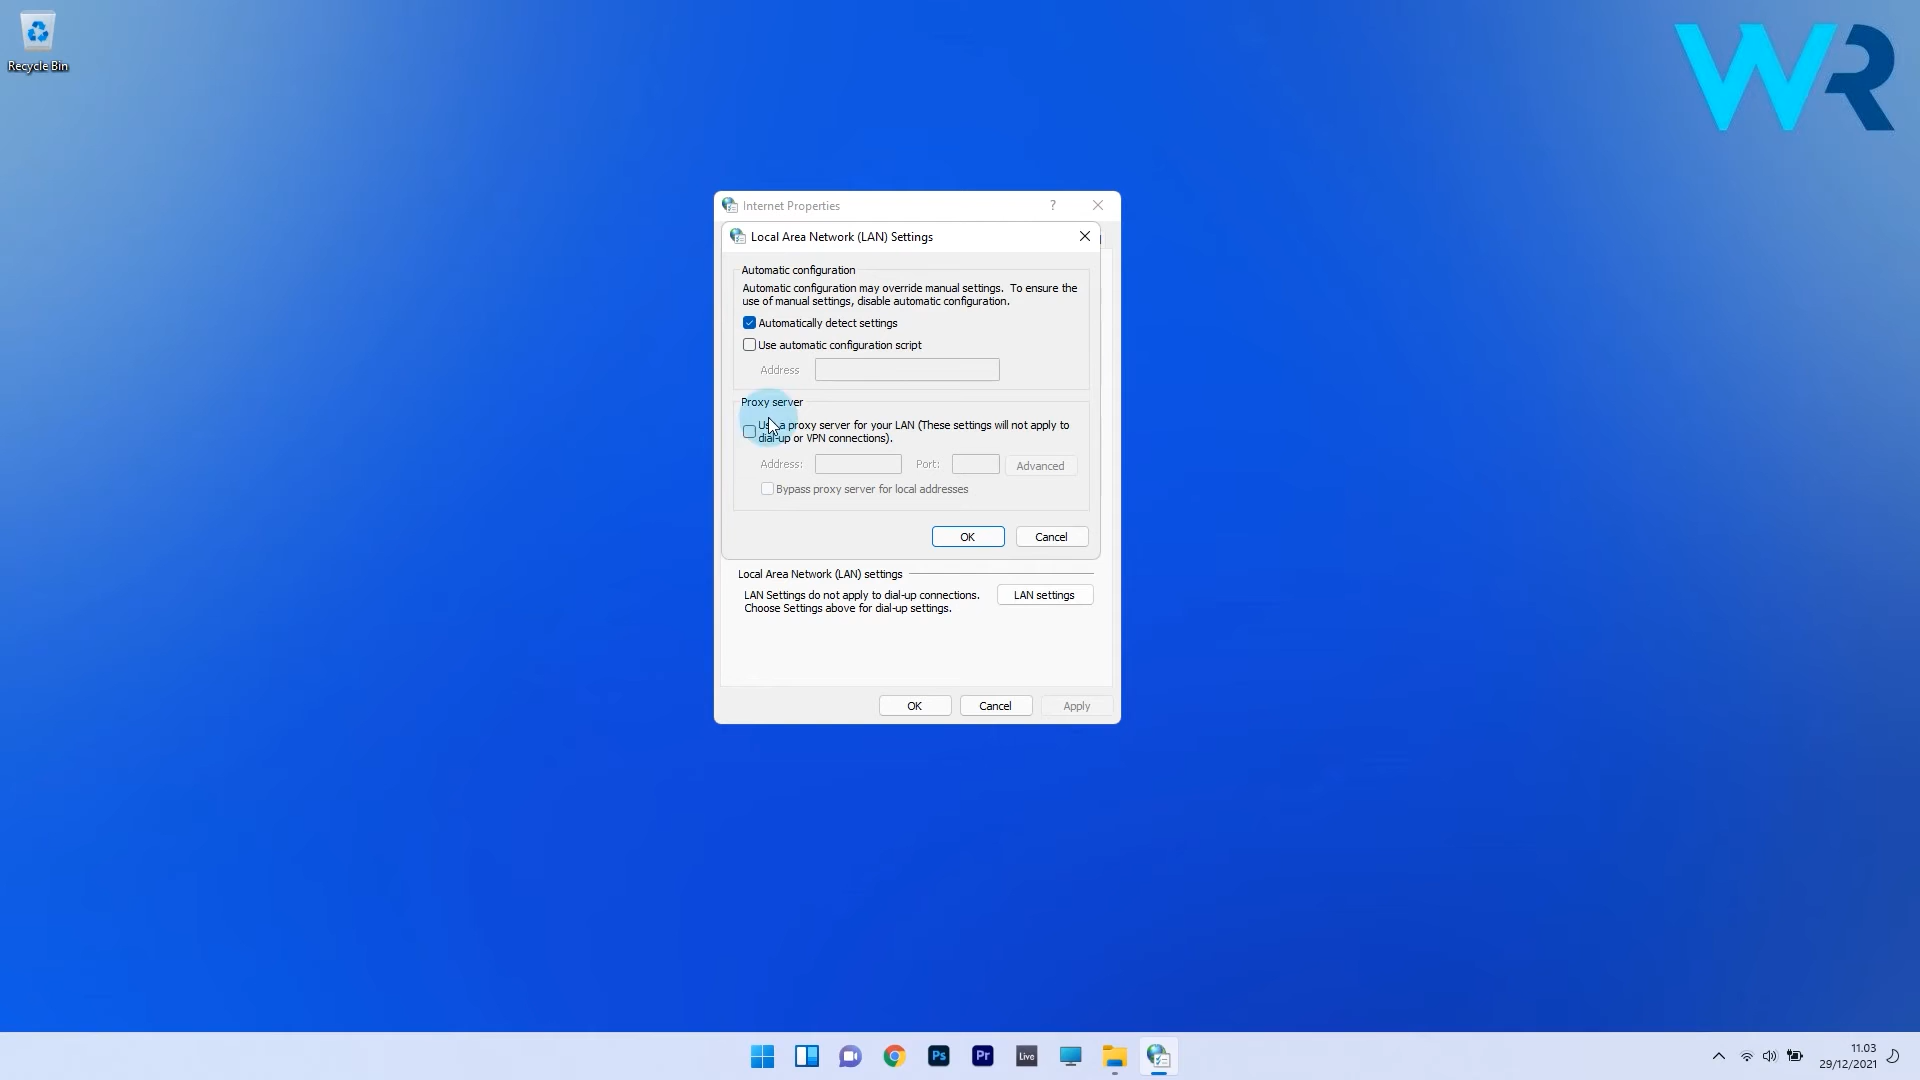 Recycle Bin
WR
Internet Properties
?
Local Area Network (LAN) Settings
Automatic configuration
Automatic configuration may override manual settings. To ensure the
use of manual settings, disable automatic configuration.
Automatically detect settings
Use automatic configuration script
Address
Proxy server
Use a proxy server for your LAN (These settings will not apply to
dial-up or VPN connections).
Address:
Port:
Advanced
Bypass proxy server for local addresses
OK
Cancel
Local Area Network (LAN) settings
LAN Settings do not apply to dial-up connections.
Choose Settings above for dial-up settings.
LAN settings
OK
Cancel
Apply
Ps
Pr
Live
11.03
29/12/2021